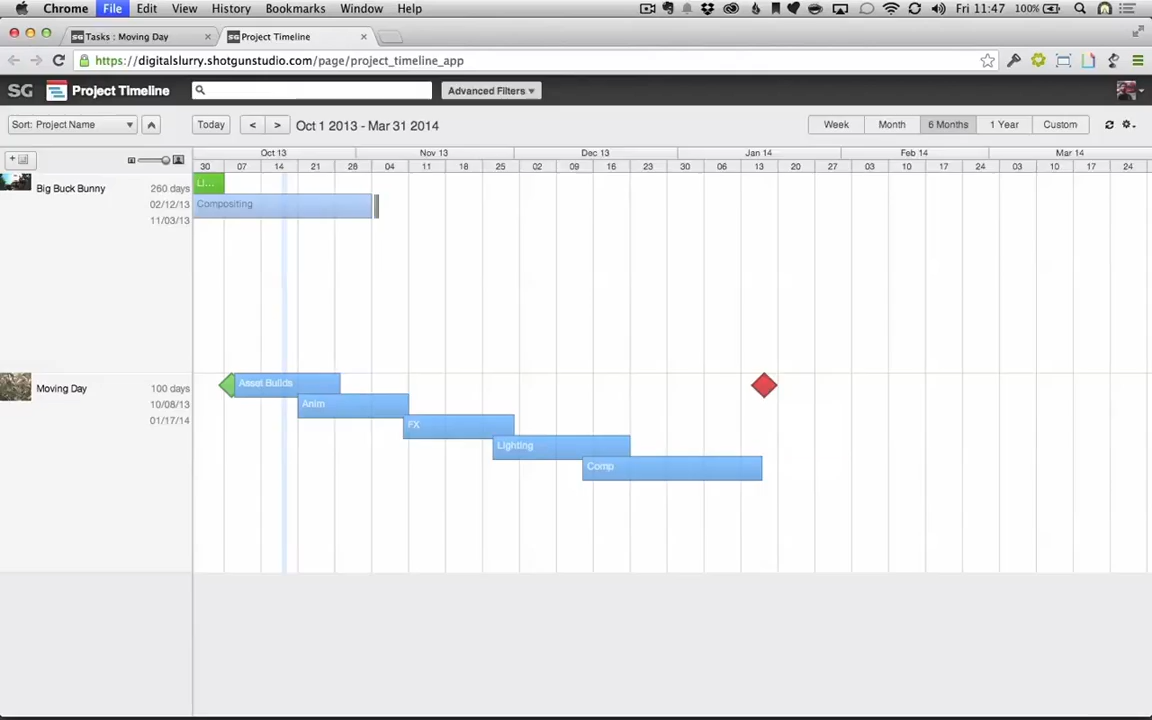 Chrome File Edit View History Bookmarks Window Help Fri 11:47 100%
Tasks : Moving Day Project Timeline
https://digitalslurry.shotgunstudio.com/page/project_timeline_app
SG Project Timeline Advanced Filters
Sort: Project Name Today < > Oct 1 2013 - Mar 31 2014 Week Month 6 Months 1 Year Custom
Oct 13 Nov 13 Dec 13 Jan 14 Feb 14 Mar 14
30 07 14 21 28 04 11 18 25 02 09 16 23 30 06 13 20 27 03 10 17 24 03 10 17 24
Big Buck Bunny 260 days Li...
02/12/13 Compositing
11/03/13
Moving Day 100 days Asset Builds
10/08/13 Anim
01/17/14 FX
Lighting
Comp